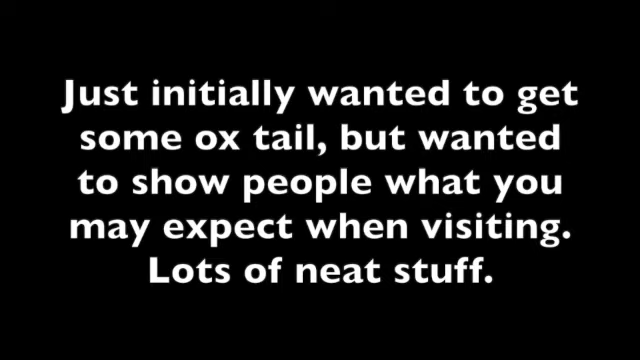 Just initially wanted to get
some ox tail, but wanted
to show people what you
may expect when visiting.
Lots of neat stuff.